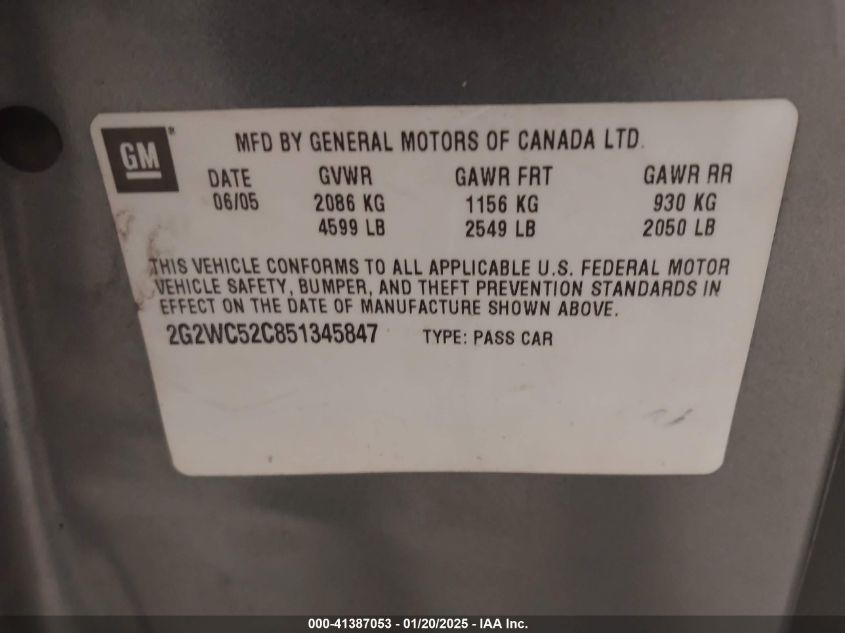 GM
MFD BY GENERAL MOTORS OF CANADA LTD.
DATE GVWR GAWR FRT GAWR RR
06/05 2086 KG 1156 KG 930 KG
4599 LB 2549 LB 2050 LB
THIS VEHICLE CONFORMS TO ALL APPLICABLE U.S. FEDERAL MOTOR
VEHICLE SAFETY, BUMPER, AND THEFT PREVENTION STANDARDS IN
EFFECT ON THE DATE OF MANUFACTURE SHOWN ABOVE.
2G2WC52C851345847 TYPE: PASS CAR
000-41387053 - 01/20/2025 - IAA Inc.